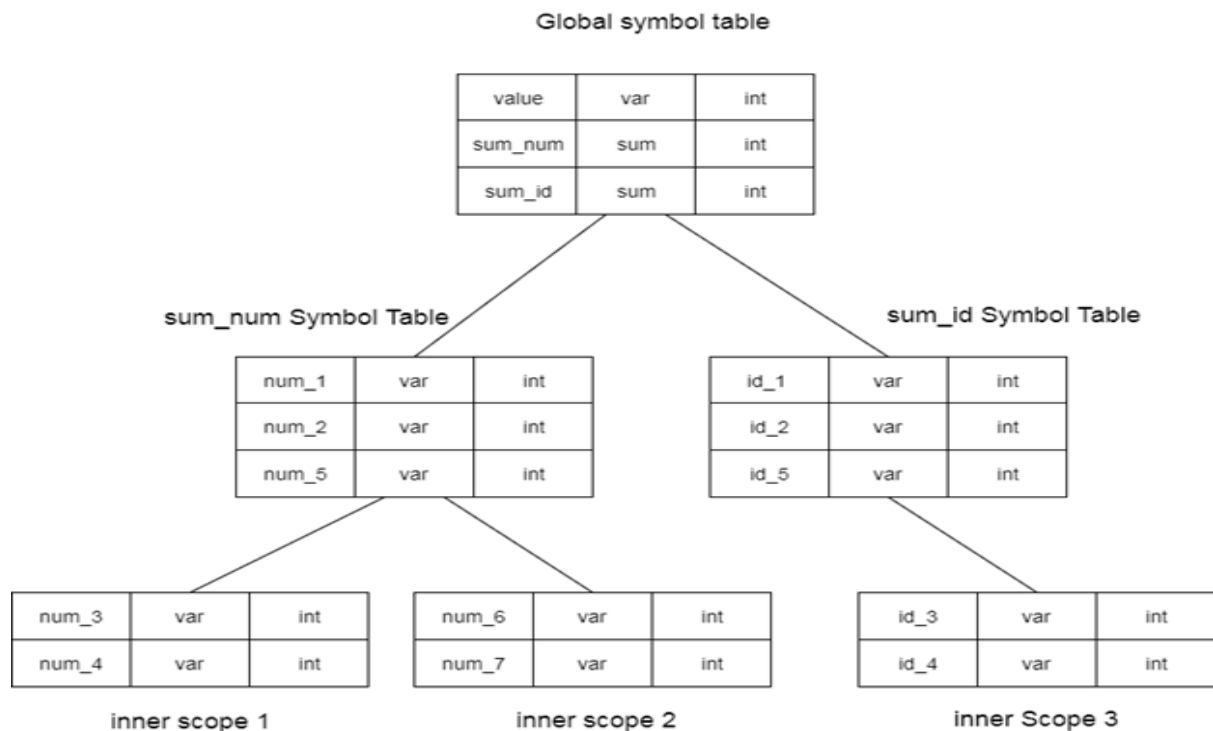 Global symbol table
value var int
sum_num sum int
sum_id sum int
sum_num Symbol Table
num_1 var int
num_2 var int
num_5 var int
sum_id Symbol Table
id_1 var int
id_2 var int
id_5 var int
num_3 var int
num_4 var int
inner scope 1
num_6 var int
num_7 var int
inner scope 2
id_3 var int
id_4 var int
inner Scope 3